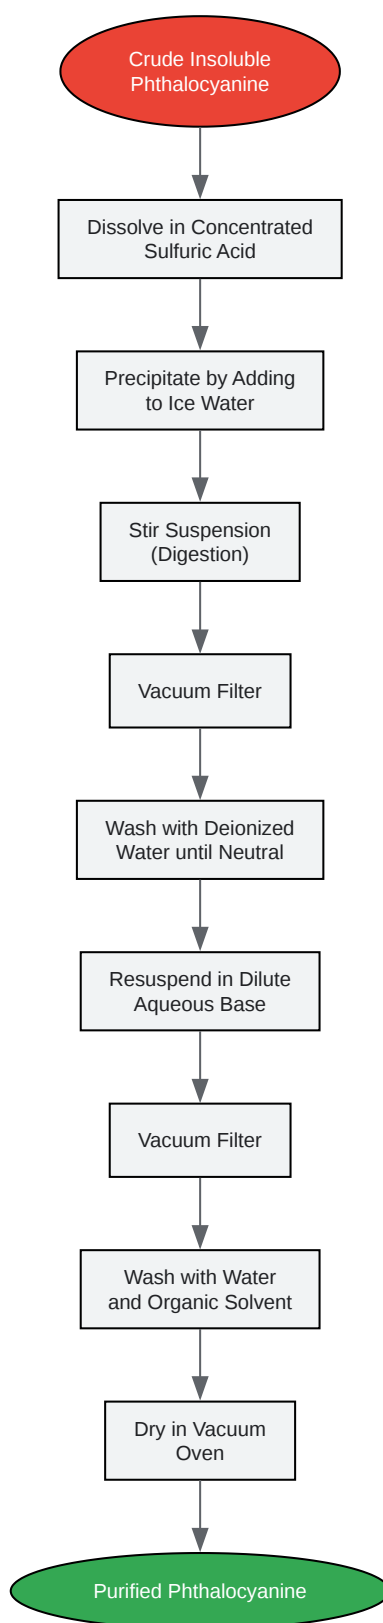 Crude Insoluble
Phthalocyanine
Dissolve in Concentrated
Sulfuric Acid
Precipitate by Adding
to Ice Water
Stir Suspension
(Digestion)
Vacuum Filter
Wash with Deionized
Water until Neutral
Resuspend in Dilute
Aqueous Base
Vacuum Filter
Wash with Water
and Organic Solvent
Dry in Vacuum
Oven
Purified Phthalocyanine